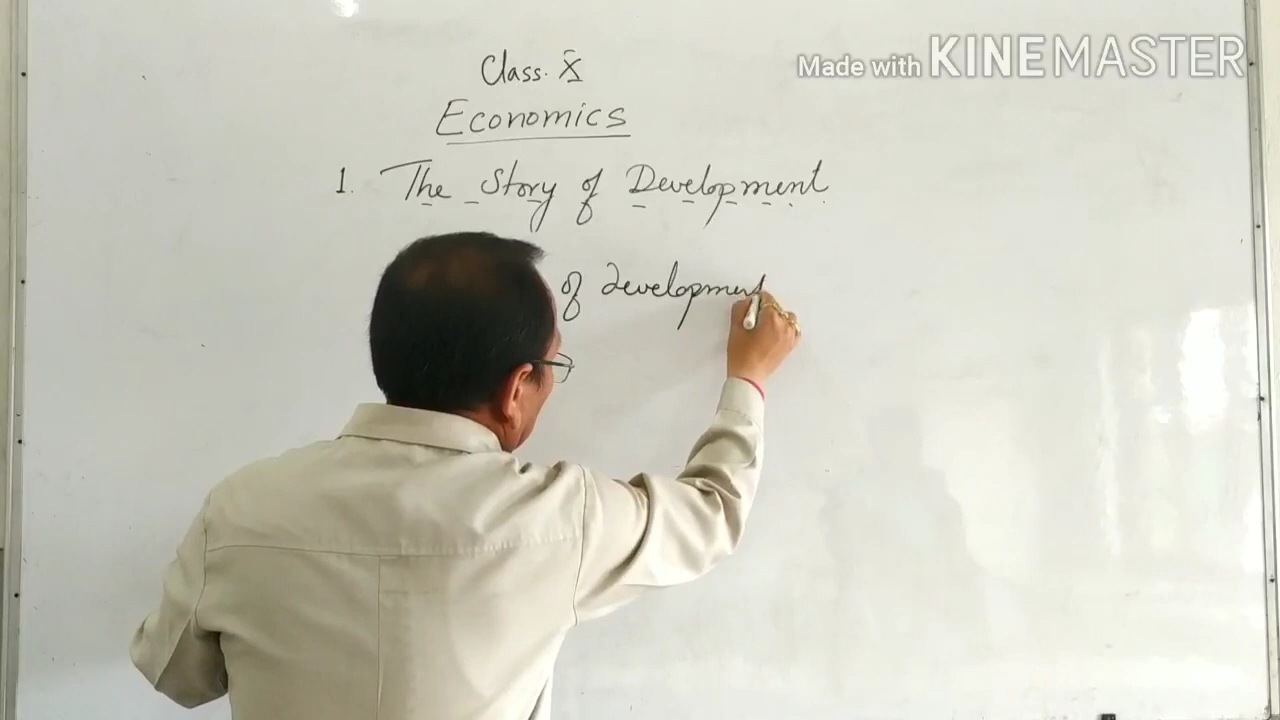 Made with KINEMASTER
Class. X
Economics
1. The Story of Development
of development